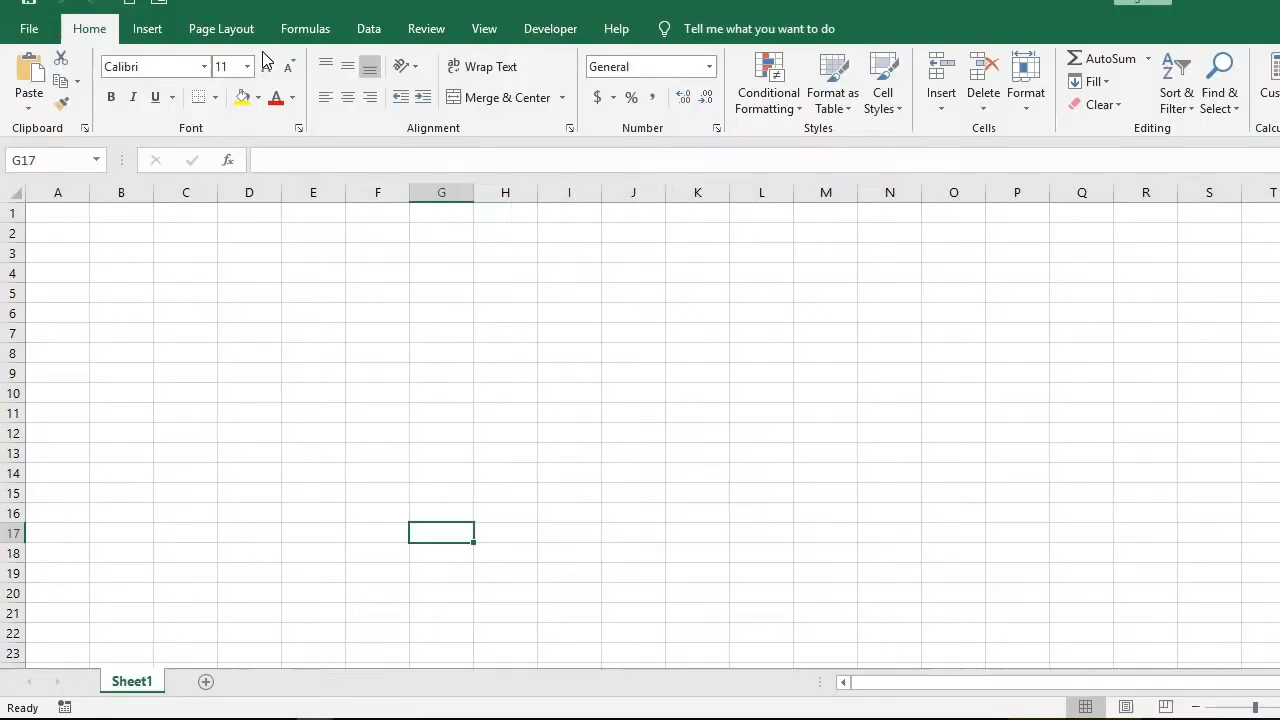 File Home Insert Page Layout Formulas Data Review View Developer Help Tell me what you want to do
Calibri 11 Wrap Text General AutoSum
Paste Conditional Format as Cell Insert Delete Format Fill Sort & Find &
B I U Merge & Center $ % , Formatting Table Styles Clear Filter Select
Clipboard Font Alignment Number Styles Cells Editing
G17 fx
A B C D E F G H I J K L M N O P Q R S T
1
2
3
4
5
6
7
8
9
10
11
12
13
14
15
16
17
18
19
20
21
22
23
Sheet1
Ready